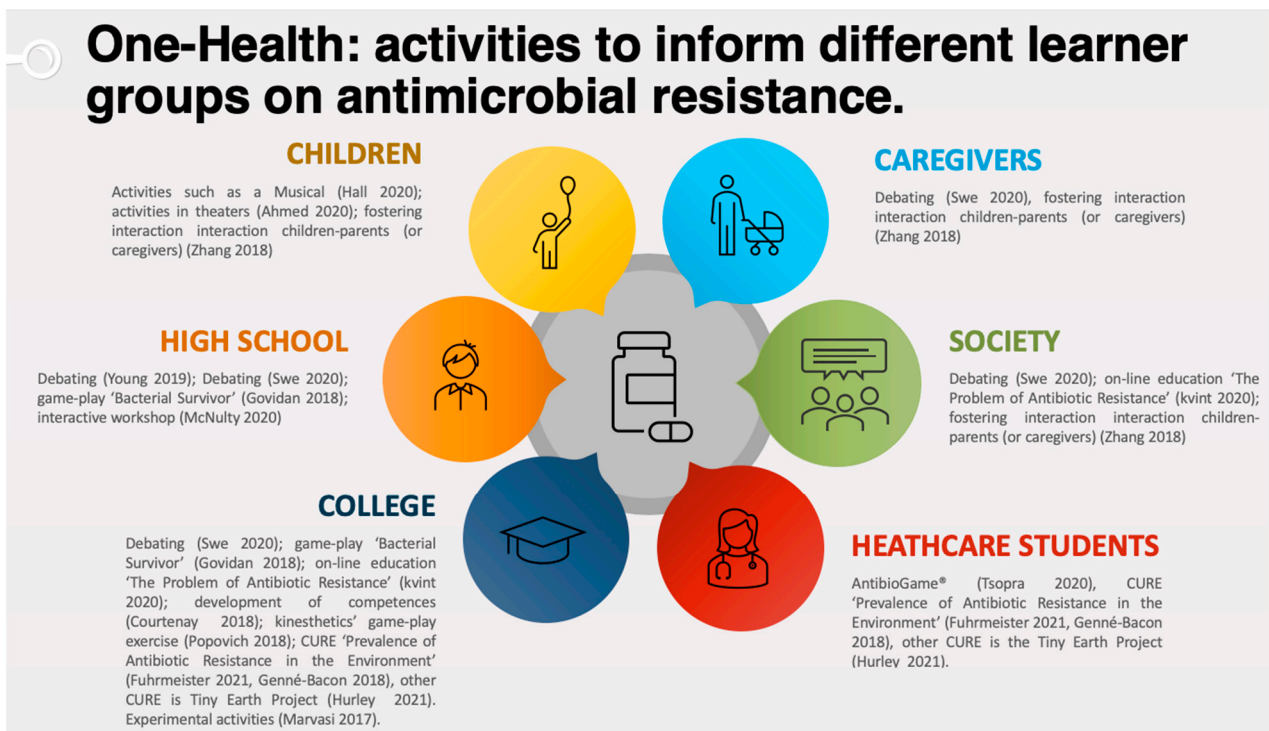 One-Health: activities to inform different learner
groups on antimicrobial resistance.
CHILDREN
Activities such as a Musical (Hall 2020);
activities in theaters (Ahmed 2020); fostering
interaction interaction children-parents (or
caregivers) (Zhang 2018)
CAREGIVERS
Debating (Swe 2020), fostering interaction
interaction children-parents (or caregivers)
(Zhang 2018)
HIGH SCHOOL
Debating (Young 2019); Debating (Swe 2020);
game-play ‘Bacterial Survivor’ (Govidan 2018);
interactive workshop (McNulty 2020)
SOCIETY
Debating (Swe 2020); on-line education ‘The
Problem of Antibiotic Resistance’ (kvint 2020);
fostering interaction interaction children-
parents (or caregivers) (Zhang 2018)
COLLEGE
Debating (Swe 2020); game-play ‘Bacterial
Survivor’ (Govidan 2018); on-line education
‘The Problem of Antibiotic Resistance’ (kvint
2020); development of competences
(Courtenay 2018); kinesthetics’ game-play
exercise (Popovich 2018); CURE ‘Prevalence of
Antibiotic Resistance in the Environment’
(Fuhrmeister 2021, Genné-Bacon 2018), other
CURE is Tiny Earth Project (Hurley 2021).
Experimental activities (Marvasi 2017).
HEATHCARE STUDENTS
AntibioGame® (Tsopra 2020), CURE
‘Prevalence of Antibiotic Resistance in the
Environment’ (Fuhrmeister 2021, Genné-Bacon
2018), other CURE is the Tiny Earth Project
(Hurley 2021).